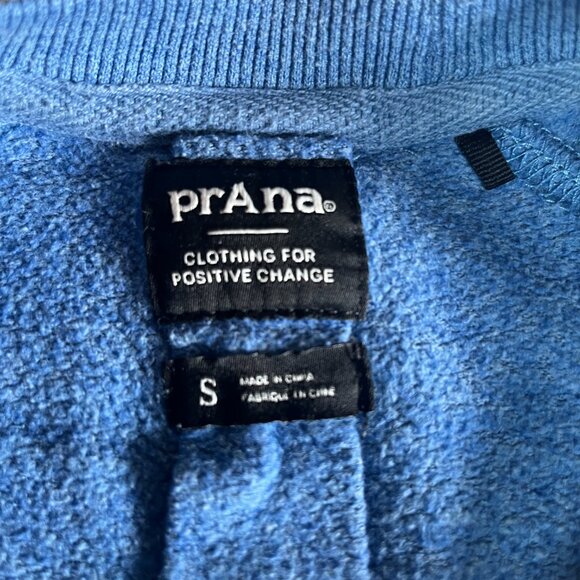 prAna®
CLOTHING FOR
POSITIVE CHANGE
S
MADE IN CHINA
FABRIQUÉ EN CHINE